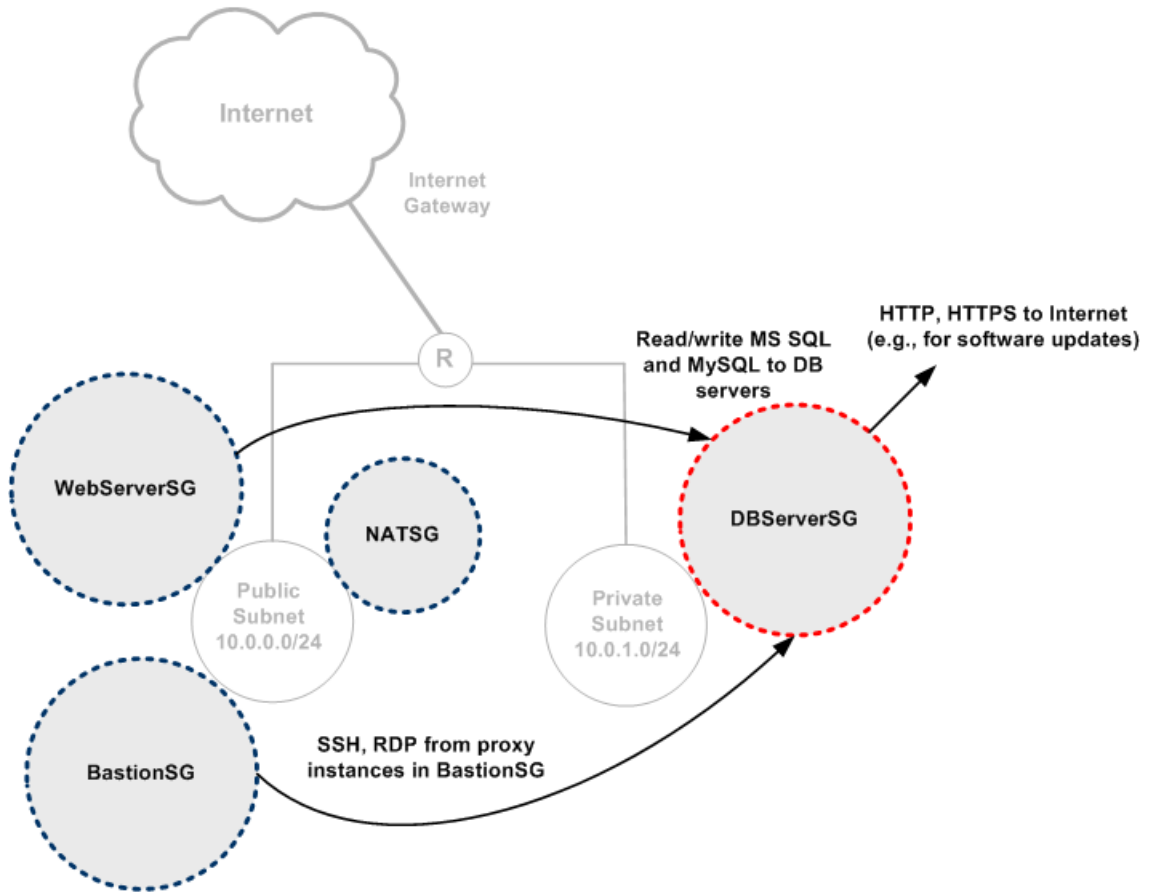 Internet
Internet
Gateway
R
HTTP, HTTPS to Internet
(e.g., for software updates)
Read/write MS SQL
and MySQL to DB
servers
WebServerSG
NATSG
DBServerSG
Public
Subnet
10.0.0.0/24
Private
Subnet
10.0.1.0/24
SSH, RDP from proxy
instances in BastionSG
BastionSG